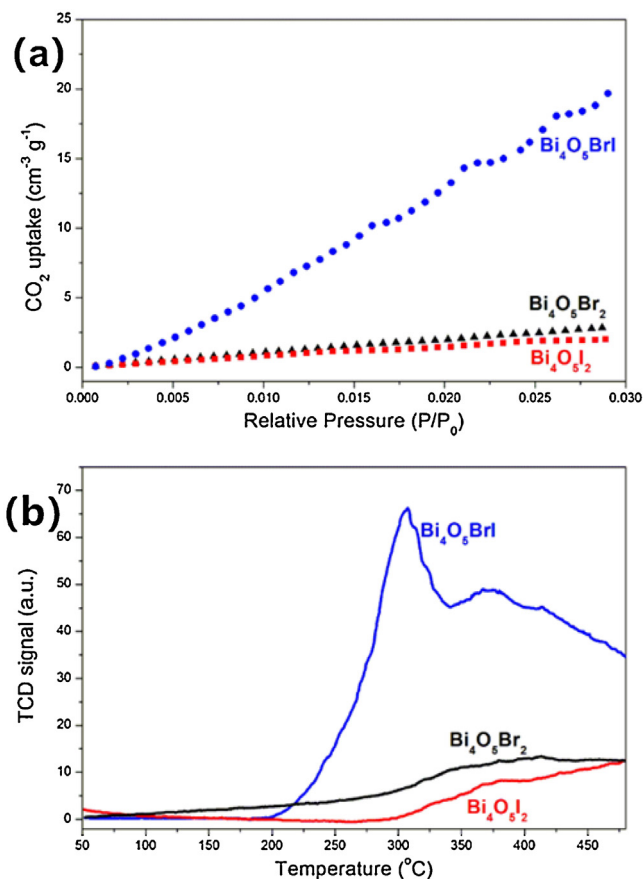 (a)
CO₂ uptake (cm⁻³ g⁻¹)
25
20
15
10
5
0
Bi₄O₅BrI
Bi₄O₅Br₂
Bi₄O₅I₂
0.000 0.005 0.010 0.015 0.020 0.025 0.030
Relative Pressure (P/P₀)
(b)
TCD signal (a.u.)
70
60
50
40
30
20
10
0
Bi₄O₅BrI
Bi₄O₅Br₂
Bi₄O₅I₂
50 100 150 200 250 300 350 400 450
Temperature (°C)